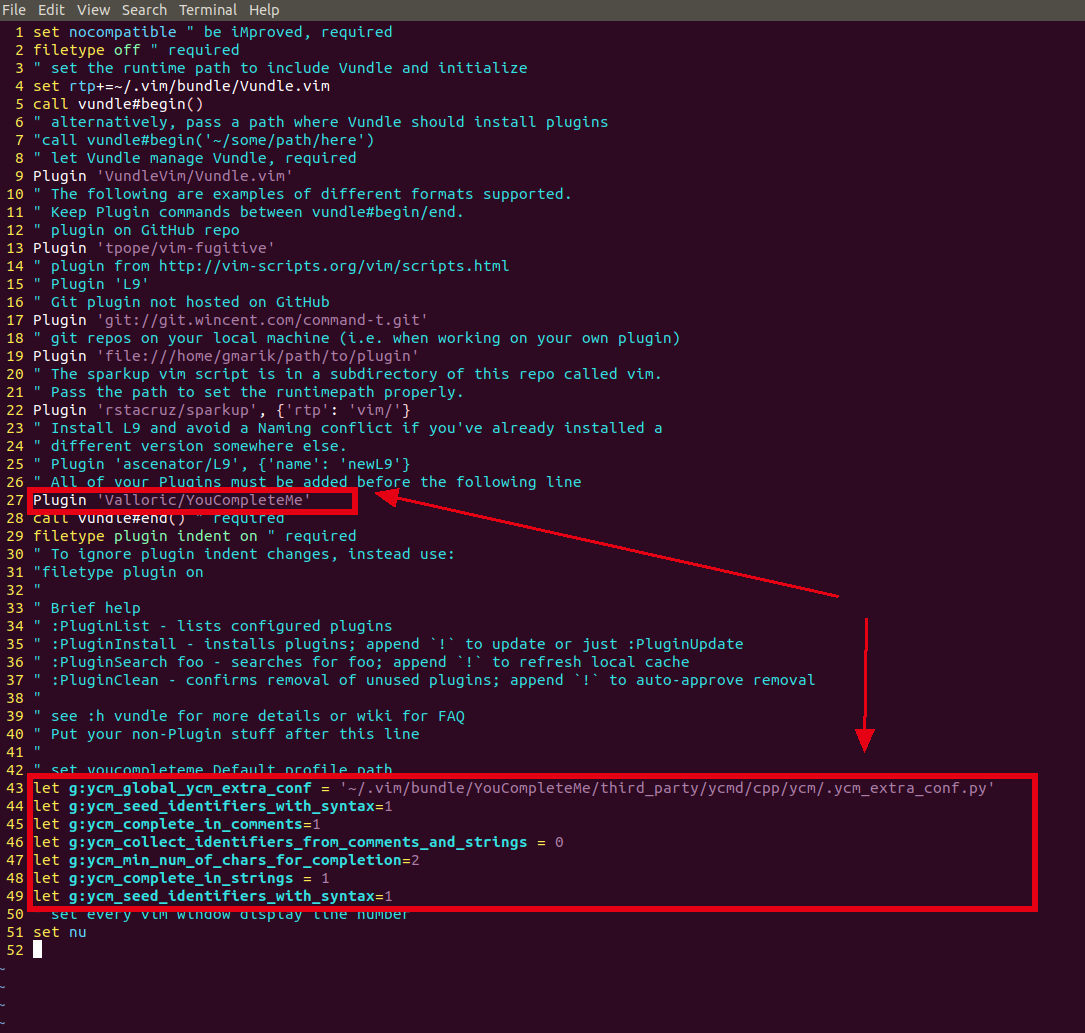 File Edit View Search Terminal Help
1 set nocompatible " be iMproved, required
2 filetype off " required
3 " set the runtime path to include Vundle and initialize
4 set rtp+=~/.vim/bundle/Vundle.vim
5 call vundle#begin()
6 " alternatively, pass a path where Vundle should install plugins
7 "call vundle#begin('~/some/path/here')
8 " let Vundle manage Vundle, required
9 Plugin 'VundleVim/Vundle.vim'
10 " The following are examples of different formats supported.
11 " Keep Plugin commands between vundle#begin/end.
12 " plugin on GitHub repo
13 Plugin 'tpope/vim-fugitive'
14 " plugin from http://vim-scripts.org/vim/scripts.html
15 " Plugin 'L9'
16 " Git plugin not hosted on GitHub
17 Plugin 'git://git.wincent.com/command-t.git'
18 " git repos on your local machine (i.e. when working on your own plugin)
19 Plugin 'file:///home/gmarik/path/to/plugin'
20 " The sparkup vim script is in a subdirectory of this repo called vim.
21 " Pass the path to set the runtimepath properly.
22 Plugin 'rstacruz/sparkup', {'rtp': 'vim/'}
23 " Install L9 and avoid a Naming conflict if you've already installed a
24 " different version somewhere else.
25 " Plugin 'ascenator/L9', {'name': 'newL9'}
26 " All of your Plugins must be added before the following line
27 Plugin 'Valloric/YouCompleteMe'
28 call vundle#end() " required
29 filetype plugin indent on " required
30 " To ignore plugin indent changes, instead use:
31 "filetype plugin on
32 "
33 " Brief help
34 " :PluginList - lists configured plugins
35 " :PluginInstall - installs plugins; append `!` to update or just :PluginUpdate
36 " :PluginSearch foo - searches for foo; append `!` to refresh local cache
37 " :PluginClean - confirms removal of unused plugins; append `!` to auto-approve removal
38 "
39 " see :h vundle for more details or wiki for FAQ
40 " Put your non-Plugin stuff after this line
41 "
42 " set youcompleteme Default profile path
43 let g:ycm_global_ycm_extra_conf = '~/.vim/bundle/YouCompleteMe/third_party/ycmd/cpp/ycm/.ycm_extra_conf.py'
44 let g:ycm_seed_identifiers_with_syntax=1
45 let g:ycm_complete_in_comments=1
46 let g:ycm_collect_identifiers_from_comments_and_strings = 0
47 let g:ycm_min_num_of_chars_for_completion=2
48 let g:ycm_complete_in_strings = 1
49 let g:ycm_seed_identifiers_with_syntax=1
50 " set every vim window display line number
51 set nu
52
~
~
~
~